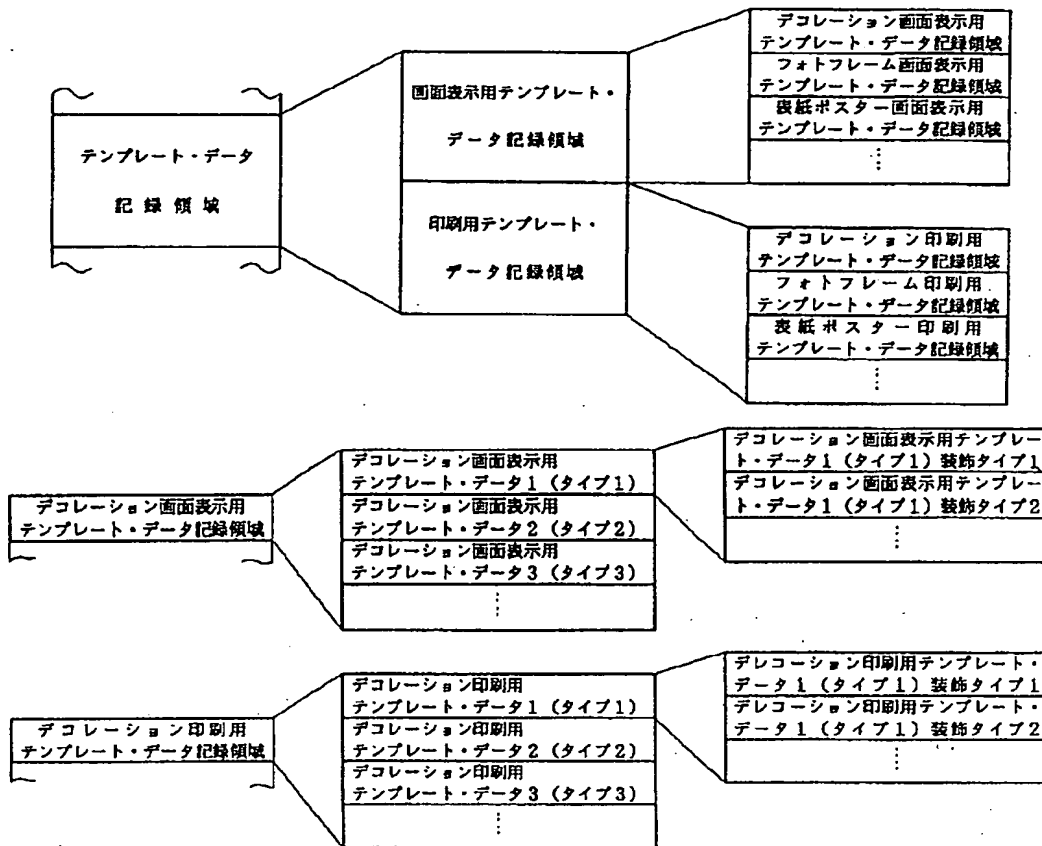 テンプレート・データ
記録領域
画面表示用テンプレート・
データ記録領域
印刷用テンプレート・
データ記録領域
デコレーション画面表示用
テンプレート・データ記録領域
フォトフレーム画面表示用
テンプレート・データ記録領域
表紙ポスター画面表示用
テンプレート・データ記録領域
⋮
デコレーション印刷用
テンプレート・データ記録領域
フォトフレーム印刷用
テンプレート・データ記録領域
表紙ポスター印刷用
テンプレート・データ記録領域
⋮
デコレーション画面表示用
テンプレート・データ記録領域
デコレーション画面表示用
テンプレート・データ1(タイプ1)
デコレーション画面表示用
テンプレート・データ2(タイプ2)
デコレーション画面表示用
テンプレート・データ3(タイプ3)
⋮
デコレーション画面表示用テンプレー
ト・データ1(タイプ1)装飾タイプ1
デコレーション画面表示用テンプレー
ト・データ1(タイプ1)装飾タイプ2
⋮
デコレーション印刷用
テンプレート・データ記録領域
デコレーション印刷用
テンプレート・データ1(タイプ1)
デコレーション印刷用
テンプレート・データ2(タイプ2)
デコレーション印刷用
テンプレート・データ3(タイプ3)
⋮
デレコーション印刷用テンプレート・
データ1(タイプ1)装飾タイプ1
デレコーション印刷用テンプレート・
データ1(タイプ1)装飾タイプ2
⋮